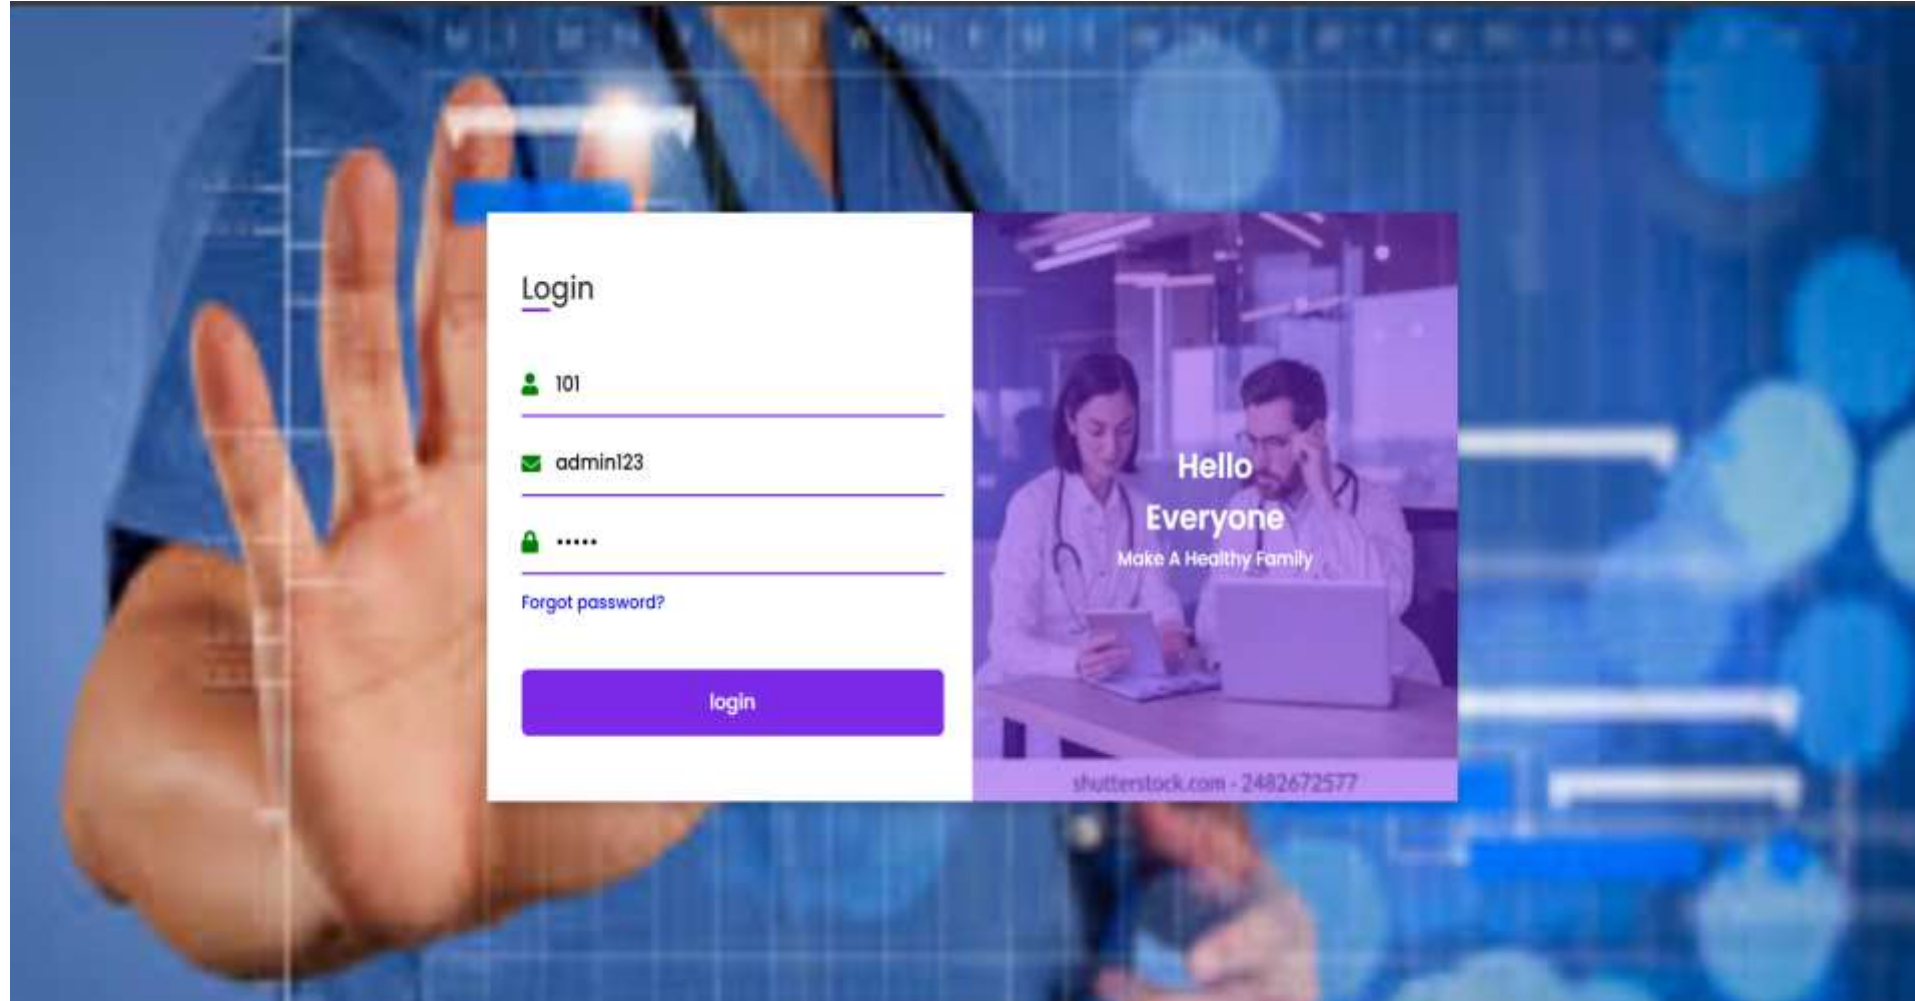 Login
101
admin123
•••••
Forgot password?
login
Hello
Everyone
Make A Healthy Family
shutterstock.com - 2482672577